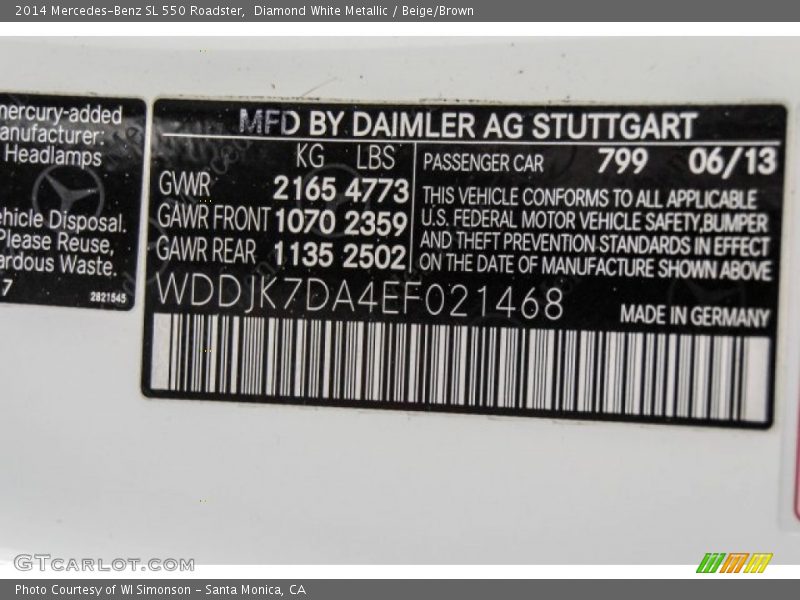 2014 Mercedes-Benz SL 550 Roadster,  Diamond White Metallic / Beige/Brown
mercury-added
anufacturer:
Headlamps
ehicle Disposal.
Please Reuse,
ardous Waste.
7
2821545
MFD BY DAIMLER AG STUTTGART
KG LBS
GVWR 2165 4773
GAWR FRONT 1070 2359
GAWR REAR 1135 2502
PASSENGER CAR 799 06/13
THIS VEHICLE CONFORMS TO ALL APPLICABLE
U.S. FEDERAL MOTOR VEHICLE SAFETY,BUMPER
AND THEFT PREVENTION STANDARDS IN EFFECT
ON THE DATE OF MANUFACTURE SHOWN ABOVE
WDDJK7DA4EF021468
MADE IN GERMANY
GTCARLOT.COM
Photo Courtesy of WI Simonson - Santa Monica, CA